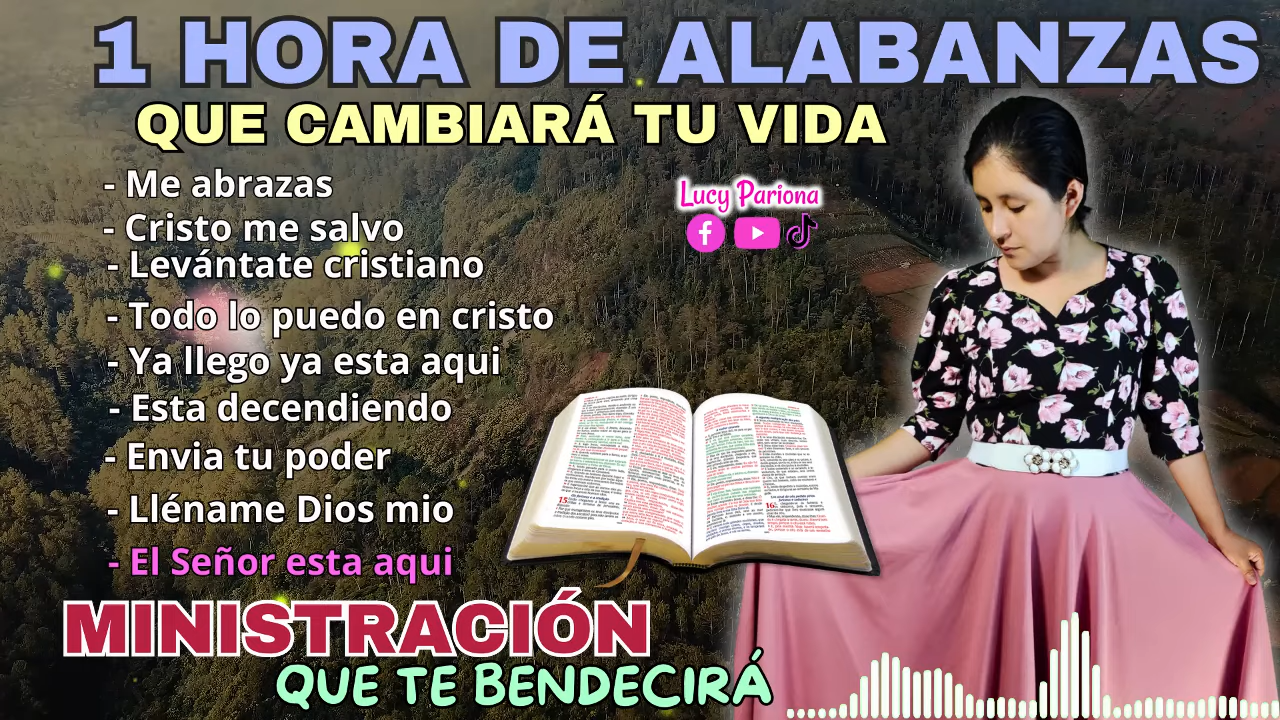 1 HORA DE ALABANZAS
QUE CAMBIARÁ TU VIDA
- Me abrazas
- Cristo me salvo
- Levántate cristiano
- Todo lo puedo en cristo
- Ya llego ya esta aqui
- Esta decendiendo
- Envia tu poder
- Lléname Dios mio
- El Señor esta aqui
Lucy Pariona
MINISTRACIÓN
QUE TE BENDECIRÁ